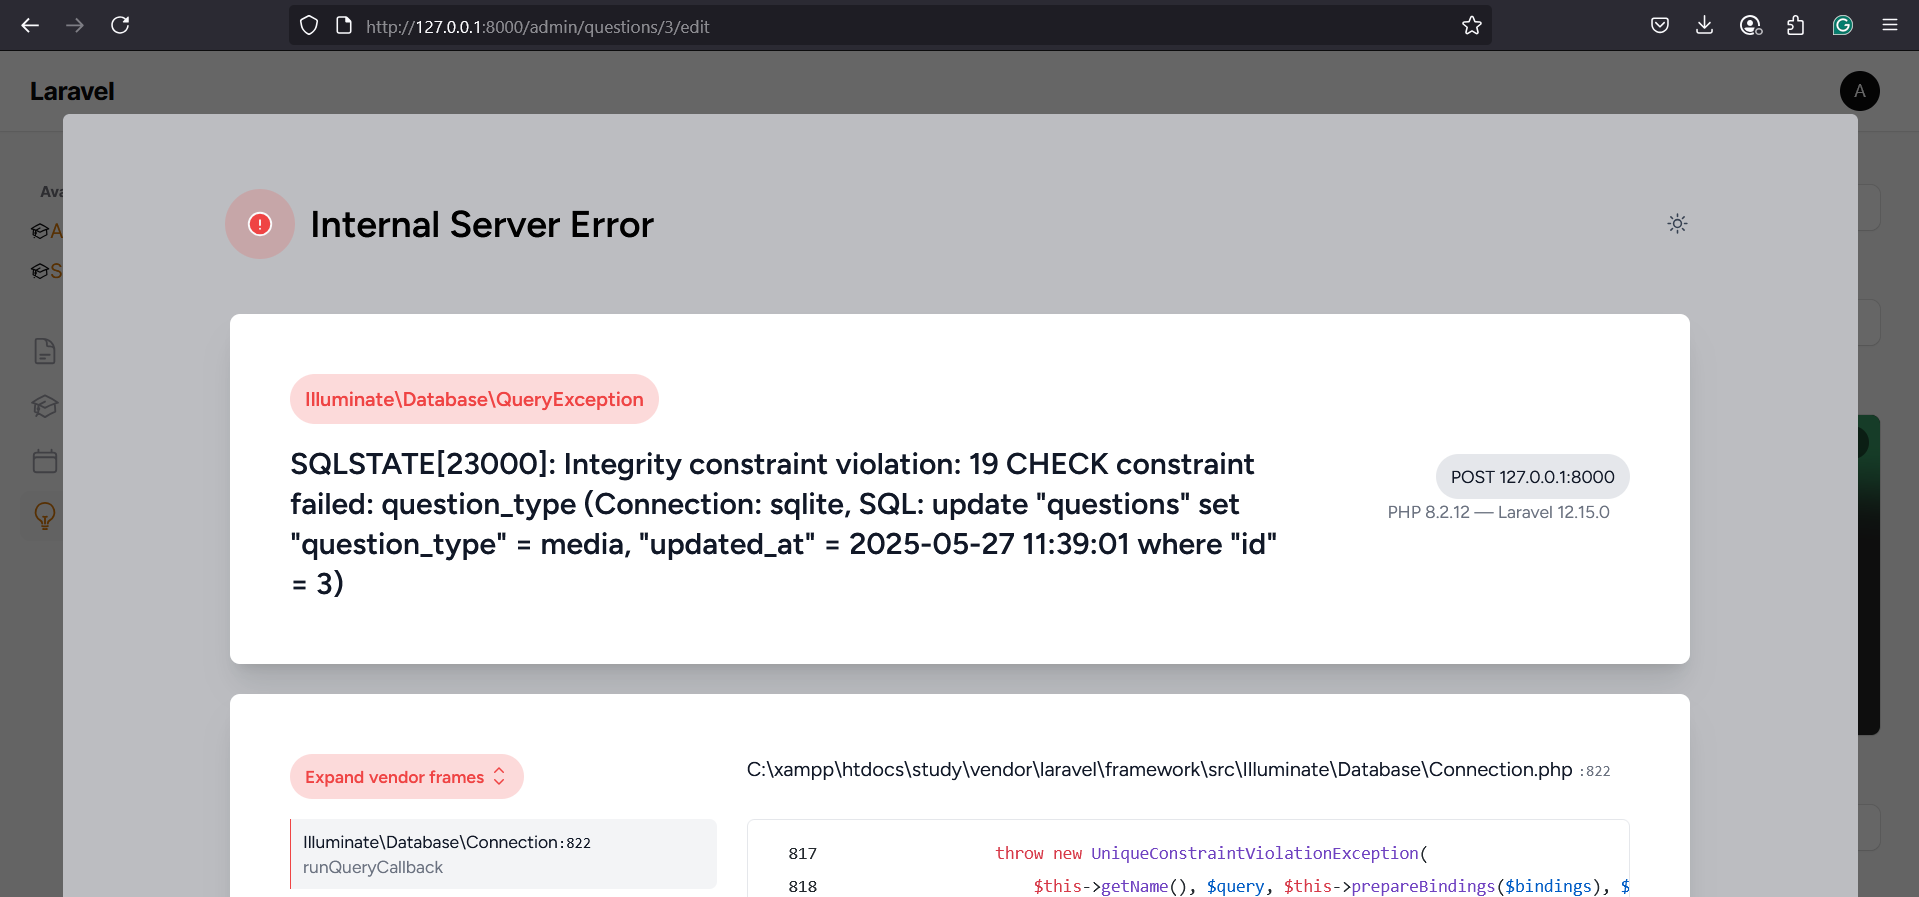 http://127.0.0.1:8000/admin/questions/3/edit
Laravel
A
Ava
A
S
Internal Server Error
Illuminate\Database\QueryException
SQLSTATE[23000]: Integrity constraint violation: 19 CHECK constraint
failed: question_type (Connection: sqlite, SQL: update "questions" set
"question_type" = media, "updated_at" = 2025-05-27 11:39:01 where "id"
= 3)
POST 127.0.0.1:8000
PHP 8.2.12 — Laravel 12.15.0
Expand vendor frames
C:\xampp\htdocs\study\vendor\laravel\framework\src\Illuminate\Database\Connection.php :822
Illuminate\Database\Connection:822
runQueryCallback
817 throw new UniqueConstraintViolationException(
818 $this->getName(), $query, $this->prepareBindings($bindings), $